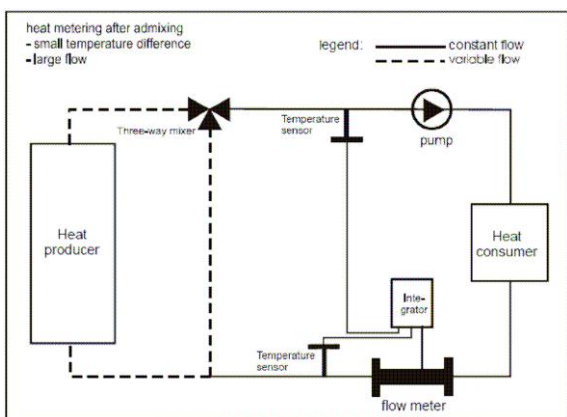 heat metering after admixing
- small temperature difference
- large flow
legend: constant flow
variable flow
Three-way mixer
Temperature
sensor
pump
Heat
producer
Heat
consumer
Inte-
grator
Temperature
sensor
flow meter